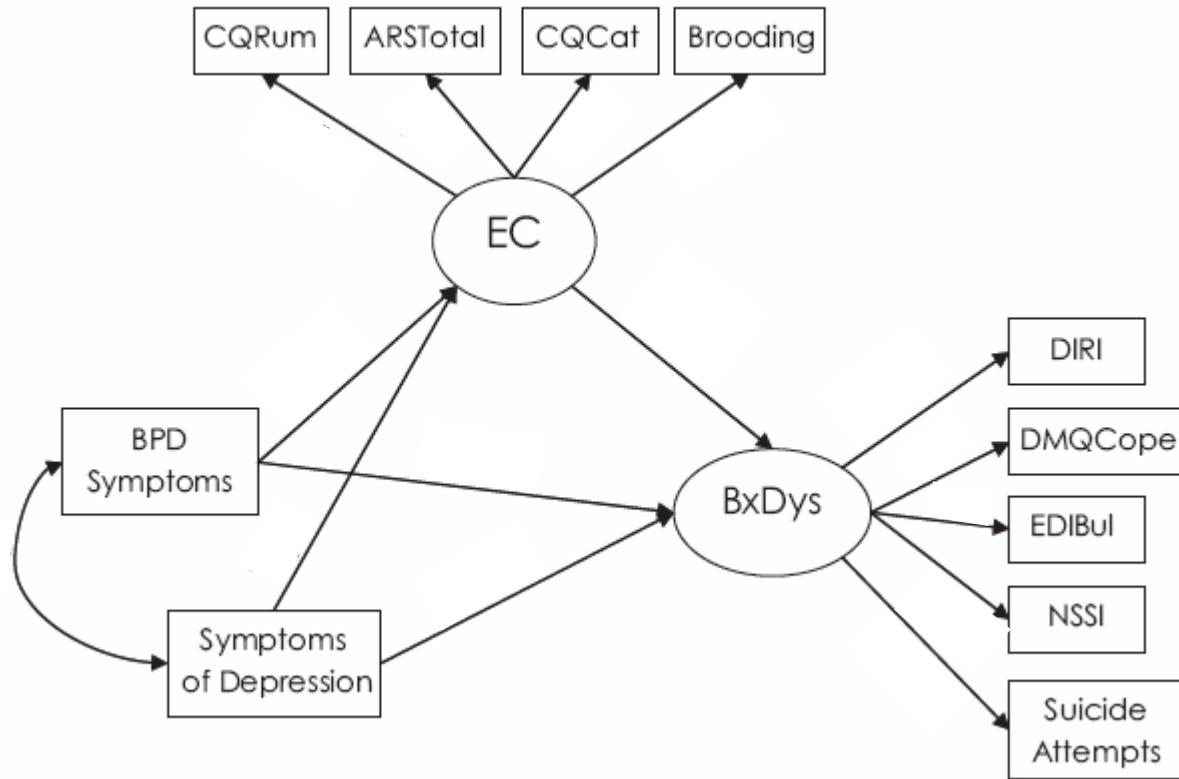 CQRum
ARSTotal
CQCat
Brooding
EC
DIRI
BPD
Symptoms
DMQCope
BxDys
EDIBul
NSSI
Symptoms
of Depression
Suicide
Attempts